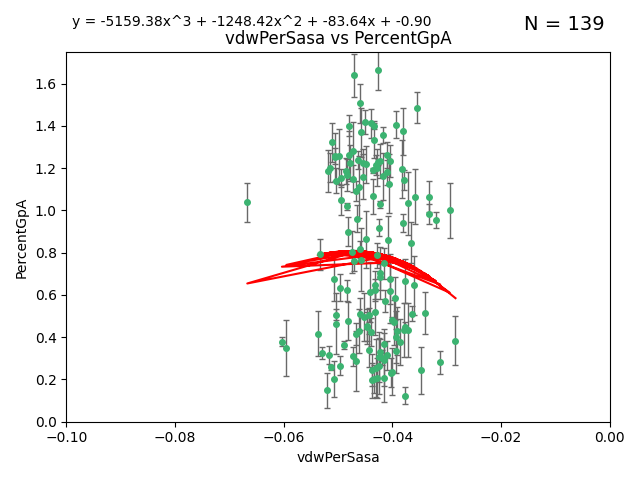 y = -5159.38x^3 + -1248.42x^2 + -83.64x + -0.90
N = 139
vdwPerSasa vs PercentGpA
PercentGpA
1.6
1.4
1.2
1.0
0.8
0.6
0.4
0.2
0.0
−0.10 −0.08 −0.06 −0.04 −0.02 0.00
vdwPerSasa